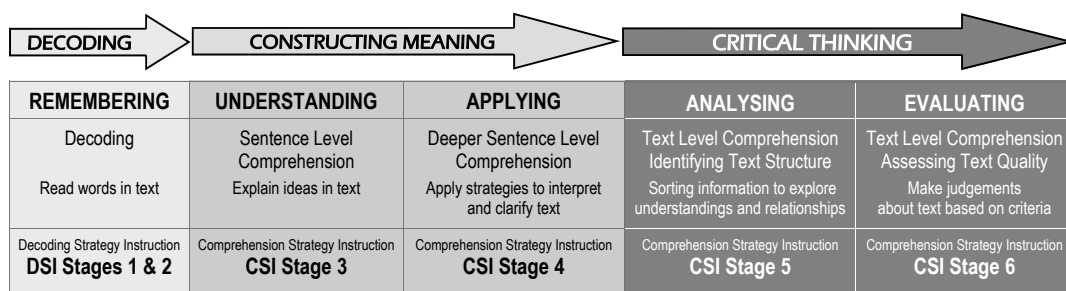 DECODING
CONSTRUCTING MEANING
CRITICAL THINKING
REMEMBERING
Decoding
Read words in text
Decoding Strategy Instruction
DSI Stages 1 & 2
UNDERSTANDING
Sentence Level
Comprehension
Explain ideas in text
Comprehension Strategy Instruction
CSI Stage 3
APPLYING
Deeper Sentence Level
Comprehension
Apply strategies to interpret
and clarify text
Comprehension Strategy Instruction
CSI Stage 4
ANALYSING
Text Level Comprehension
Identifying Text Structure
Sorting information to explore
understandings and relationships
Comprehension Strategy Instruction
CSI Stage 5
EVALUATING
Text Level Comprehension
Assessing Text Quality
Make judgements
about text based on criteria
Comprehension Strategy Instruction
CSI Stage 6